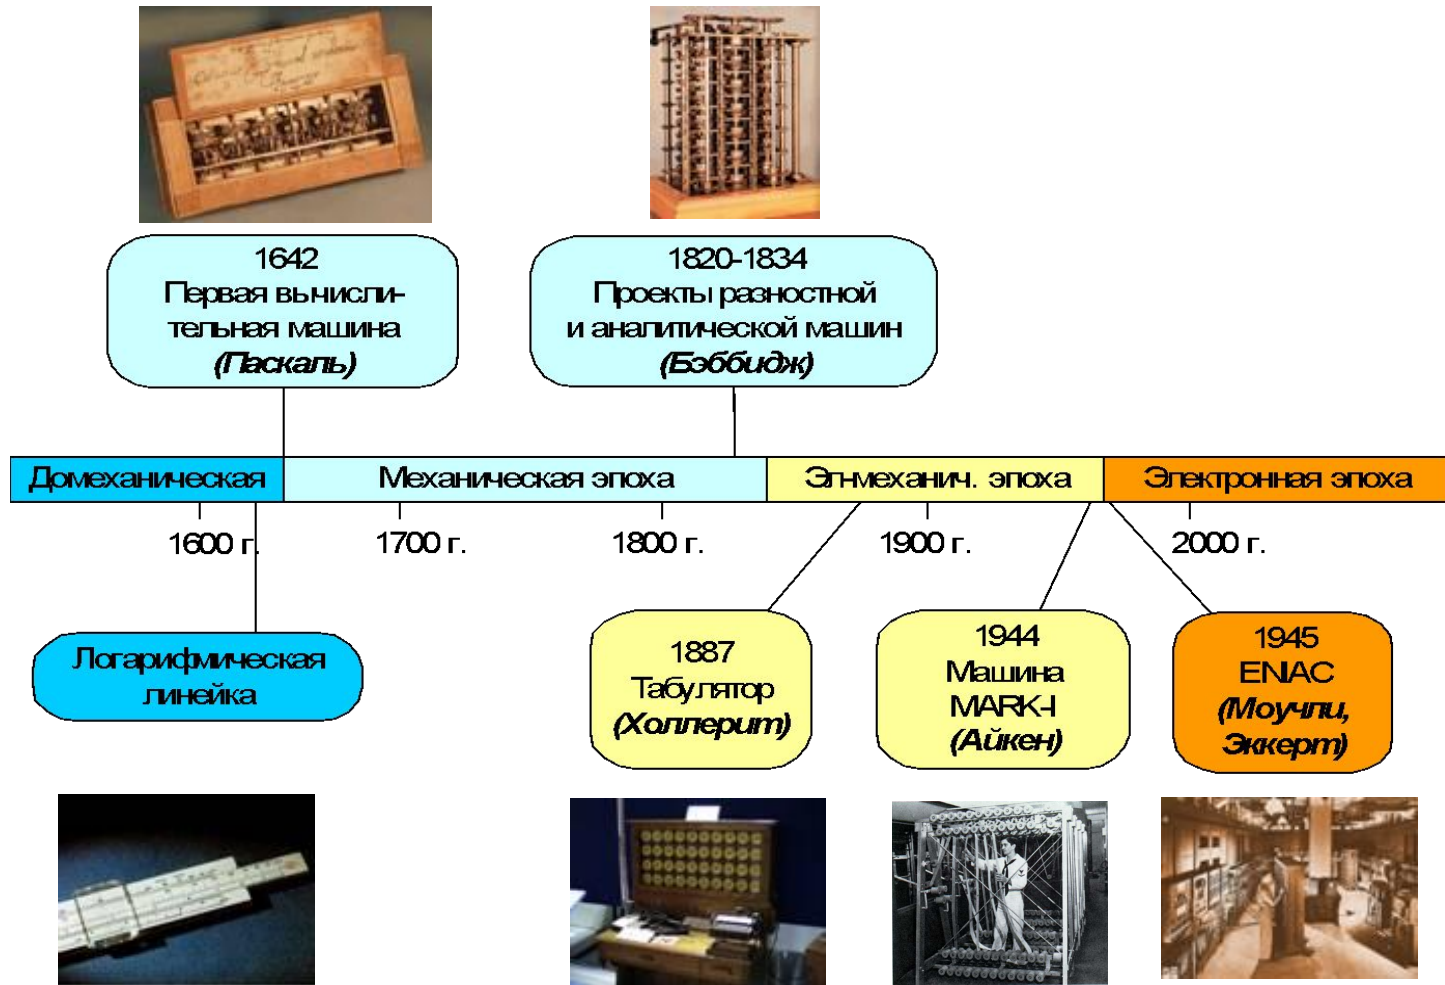 1642
Первая вычисли-
тельная машина
(Паскаль)
1820-1834
Проекты разностной
и аналитической машин
(Бэббидж)
Домеханическая
Механическая эпоха
Эл-механич. эпоха
Электронная эпоха
1600 г.
1700 г.
1800 г.
1900 г.
2000 г.
Логарифмическая
линейка
1887
Табулятор
(Холлерит)
1944
Машина
MARK-I
(Айкен)
1945
ENIAC
(Моучли,
Эккерт)